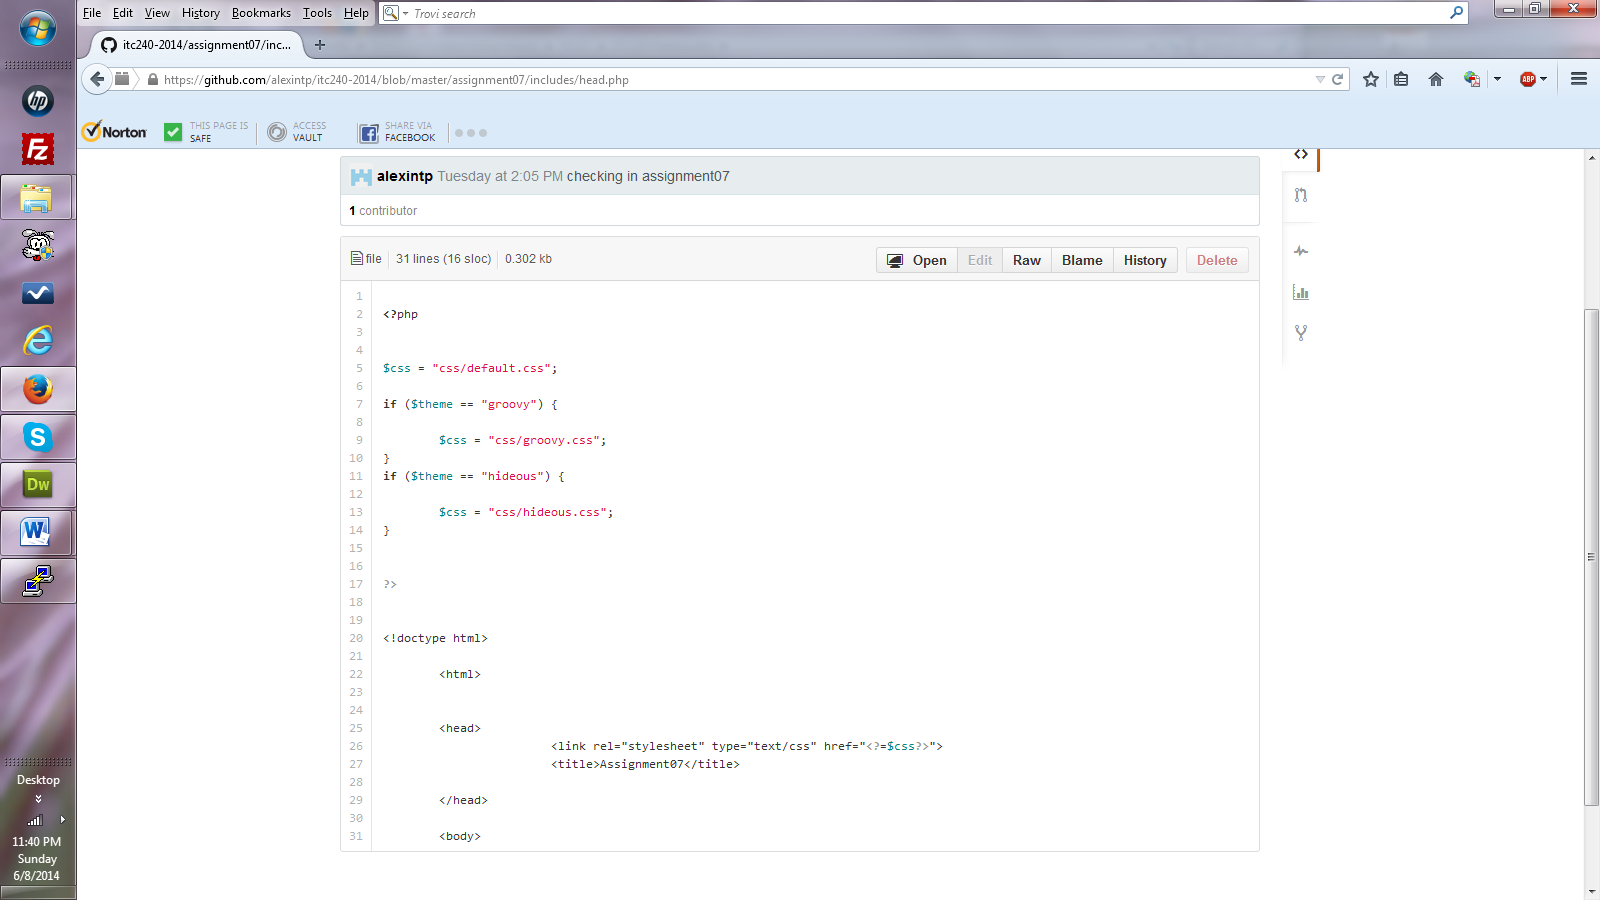 File Edit View History Bookmarks Tools Help Trovi search
itc240-2014/assignment07/inc...
https://github.com/alexintp/itc240-2014/blob/master/assignment07/includes/head.php
ABP
Norton THIS PAGE IS SAFE ACCESS VAULT SHARE VIA FACEBOOK
alexintp Tuesday at 2:05 PM checking in assignment07
1 contributor
file 31 lines (16 sloc) 0.302 kb Open Edit Raw Blame History Delete
1
2 <?php
3
4
5 $css = "css/default.css";
6
7 if ($theme == "groovy") {
8
9 $css = "css/groovy.css";
10 }
11 if ($theme == "hideous") {
12
13 $css = "css/hideous.css";
14 }
15
16
17 ?>
18
19
20 <!doctype html>
21
22 <html>
23
24
25 <head>
26 <link rel="stylesheet" type="text/css" href="<?=$css?>">
27 <title>Assignment07</title>
28
29 </head>
30
31 <body>
hp
Fz
S
Dw
W
Desktop
11:40 PM
Sunday
6/8/2014